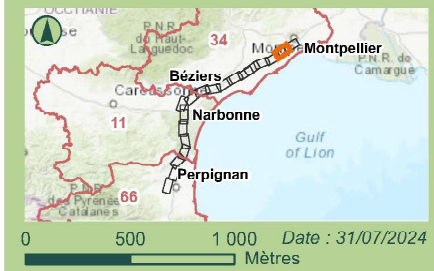 OCCITANIE
P.N.R.
du Haut-
Languedoc
34
Montpellier
P.N.R. de
Camargue
Béziers
Carcassonne
11
Narbonne
Gulf
of Lion
Perpignan
66
des Pyrénées
Catalanes
0 500 1 000 Date : 31/07/2024
Mètres